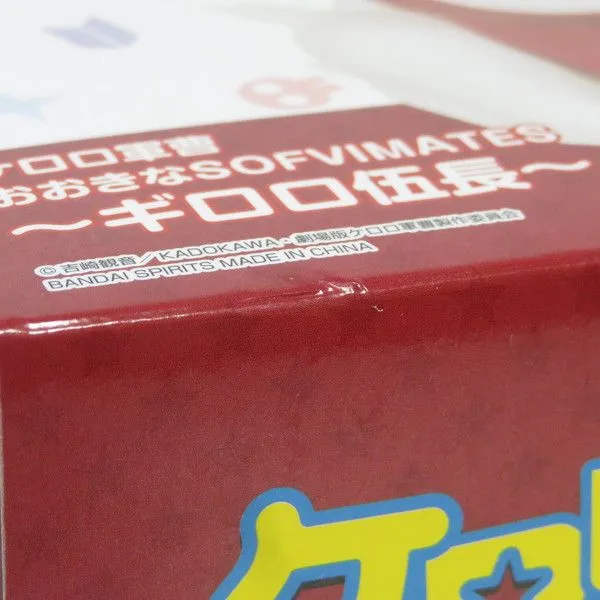 ケロロ軍曹
おおきなSOFVIMATES
～ギロロ伍長～
© 吉崎観音／KADOKAWA・劇場版ケロロ軍曹製作委員会
BANDAI SPIRITS MADE IN CHINA
ケロ